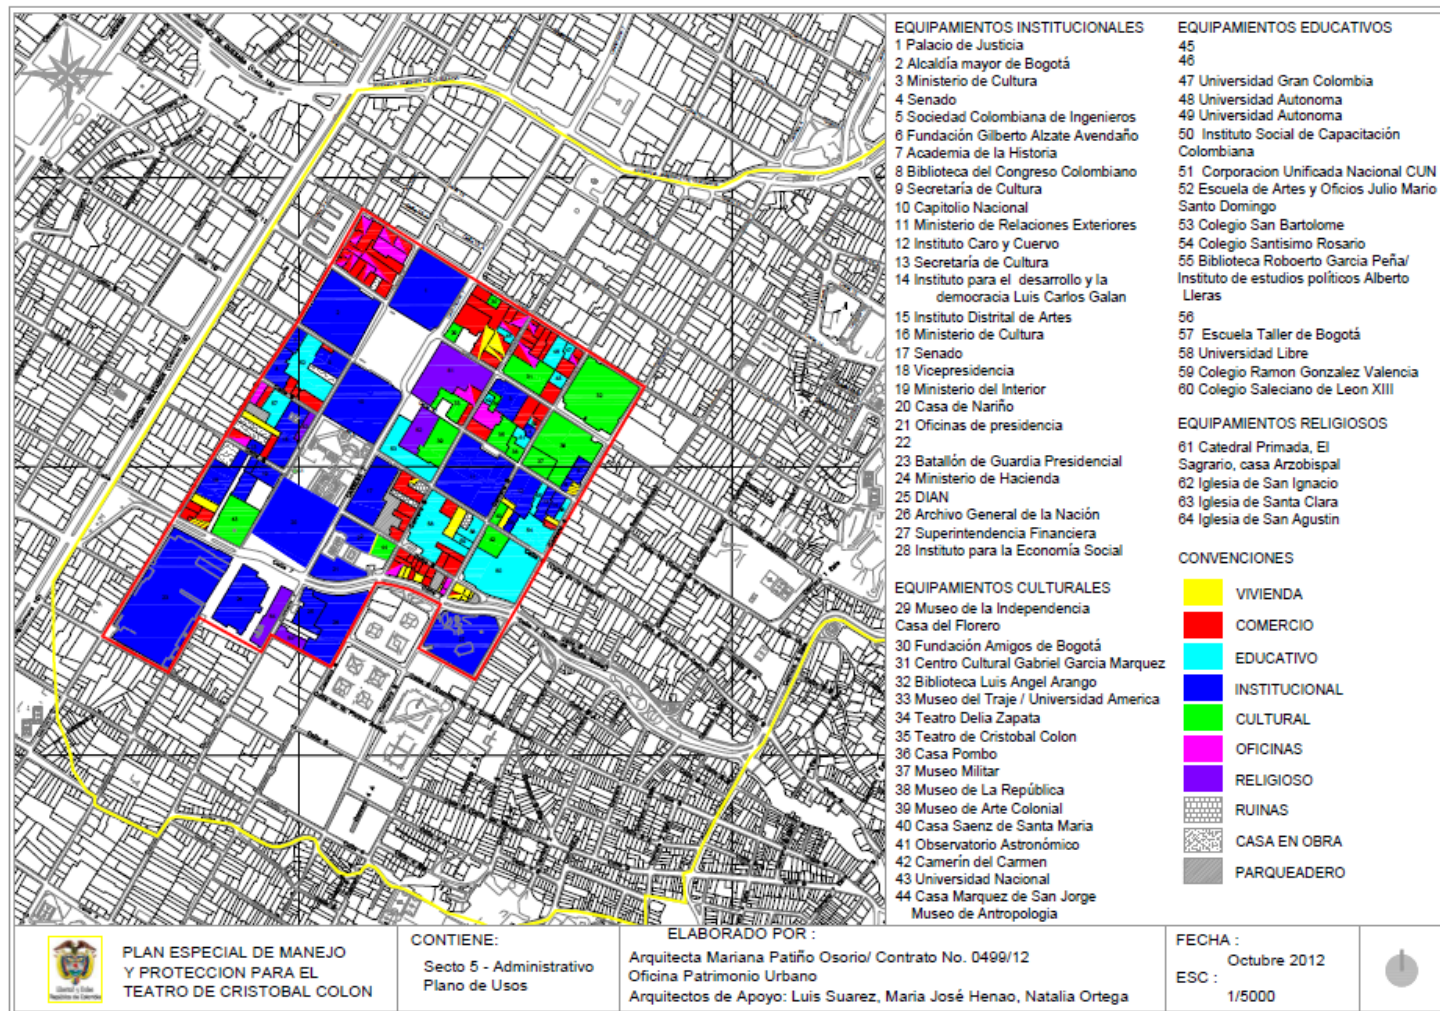 EQUIPAMIENTOS INSTITUCIONALES
1 Palacio de Justicia
2 Alcaldía mayor de Bogotá
3 Ministerio de Cultura
4 Senado
5 Sociedad Colombiana de Ingenieros
6 Fundación Gilberto Alzate Avendaño
7 Academia de la Historia
8 Biblioteca del Congreso Colombiano
9 Secretaría de Cultura
10 Capitolio Nacional
11 Ministerio de Relaciones Exteriores
12 Instituto Caro y Cuervo
13 Secretaría de Cultura
14 Instituto para el desarrollo y la
democracia Luis Carlos Galan
15 Instituto Distrital de Artes
16 Ministerio de Cultura
17 Senado
18 Vicepresidencia
19 Ministerio del Interior
20 Casa de Nariño
21 Oficinas de presidencia
22
23 Batallón de Guardia Presidencial
24 Ministerio de Hacienda
25 DIAN
26 Archivo General de la Nación
27 Superintendencia Financiera
28 Instituto para la Economía Social
EQUIPAMIENTOS CULTURALES
29 Museo de la Independencia
Casa del Florero
30 Fundación Amigos de Bogotá
31 Centro Cultural Gabriel Garcia Marquez
32 Biblioteca Luis Angel Arango
33 Museo del Traje / Universidad America
34 Teatro Delia Zapata
35 Teatro de Cristobal Colon
36 Casa Pombo
37 Museo Militar
38 Museo de La República
39 Museo de Arte Colonial
40 Casa Saenz de Santa Maria
41 Observatorio Astronómico
42 Camerín del Carmen
43 Universidad Nacional
44 Casa Marquez de San Jorge
Museo de Antropologia
EQUIPAMIENTOS EDUCATIVOS
45
46
47 Universidad Gran Colombia
48 Universidad Autonoma
49 Universidad Autonoma
50 Instituto Social de Capacitación
Colombiana
51 Corporacion Unificada Nacional CUN
52 Escuela de Artes y Oficios Julio Mario
Santo Domingo
53 Colegio San Bartolome
54 Colegio Santisimo Rosario
55 Biblioteca Roboerto Garcia Peña/
Instituto de estudios políticos Alberto
Lleras
56
57 Escuela Taller de Bogotá
58 Universidad Libre
59 Colegio Ramon Gonzalez Valencia
60 Colegio Saleciano de Leon XIII
EQUIPAMIENTOS RELIGIOSOS
61 Catedral Primada, El
Sagrario, casa Arzobispal
62 Iglesia de San Ignacio
63 Iglesia de Santa Clara
64 Iglesia de San Agustin
CONVENCIONES
VIVIENDA
COMERCIO
EDUCATIVO
INSTITUCIONAL
CULTURAL
OFICINAS
RELIGIOSO
RUINAS
CASA EN OBRA
PARQUEADERO
PLAN ESPECIAL DE MANEJO
Y PROTECCION PARA EL
TEATRO DE CRISTOBAL COLON
CONTIENE:
Secto 5 - Administrativo
Plano de Usos
ELABORADO POR :
Arquitecta Mariana Patiño Osorio/ Contrato No. 0499/12
Oficina Patrimonio Urbano
Arquitectos de Apoyo: Luis Suarez, Maria José Henao, Natalia Ortega
FECHA :
Octubre 2012
ESC :
1/5000